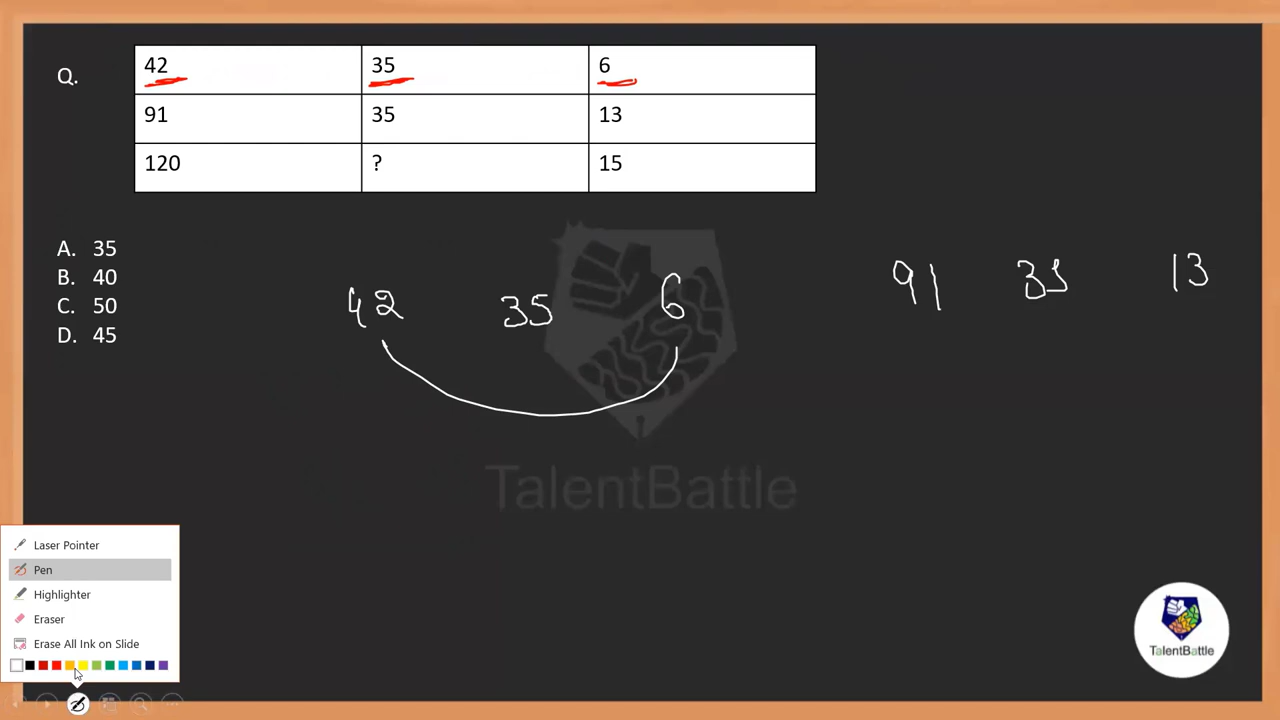 Q. 42 35 6
91 35 13
120 ? 15
A. 35
B. 40
C. 50
D. 45
42 35 6
91 35 13
TalentBattle
Laser Pointer
Pen
Highlighter
Eraser
Erase All Ink on Slide
TalentBattle